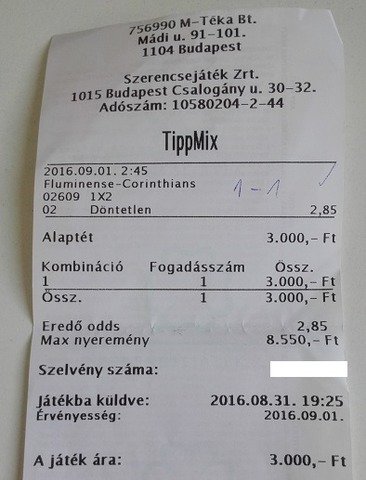 756990 M-Téka Bt.
Mádi u. 91-101.
1104 Budapest
Szerencsejáték Zrt.
1015 Budapest Csalogány u. 30-32.
Adószám: 10580204-2-44
TippMix
2016.09.01. 2:45
Fluminense-Corinthians
1-1
02609 1X2
02 Döntetlen 2,85
Alaptét 3.000,- Ft
Kombináció Fogadásszám Össz.
1 1 3.000,- Ft
Össz. 1 3.000,- Ft
Eredő odds 2,85
Max nyeremény 8.550,- Ft
Szelvény száma:
Játékba küldve: 2016.08.31. 19:25
Érvényesség: 2016.09.01.
A játék ára: 3.000,- Ft